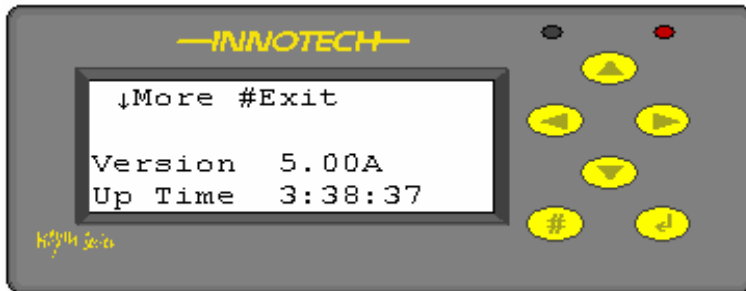 INNOTECH
↓More #Exit
Version 5.00A
Up Time 3:38:37
#